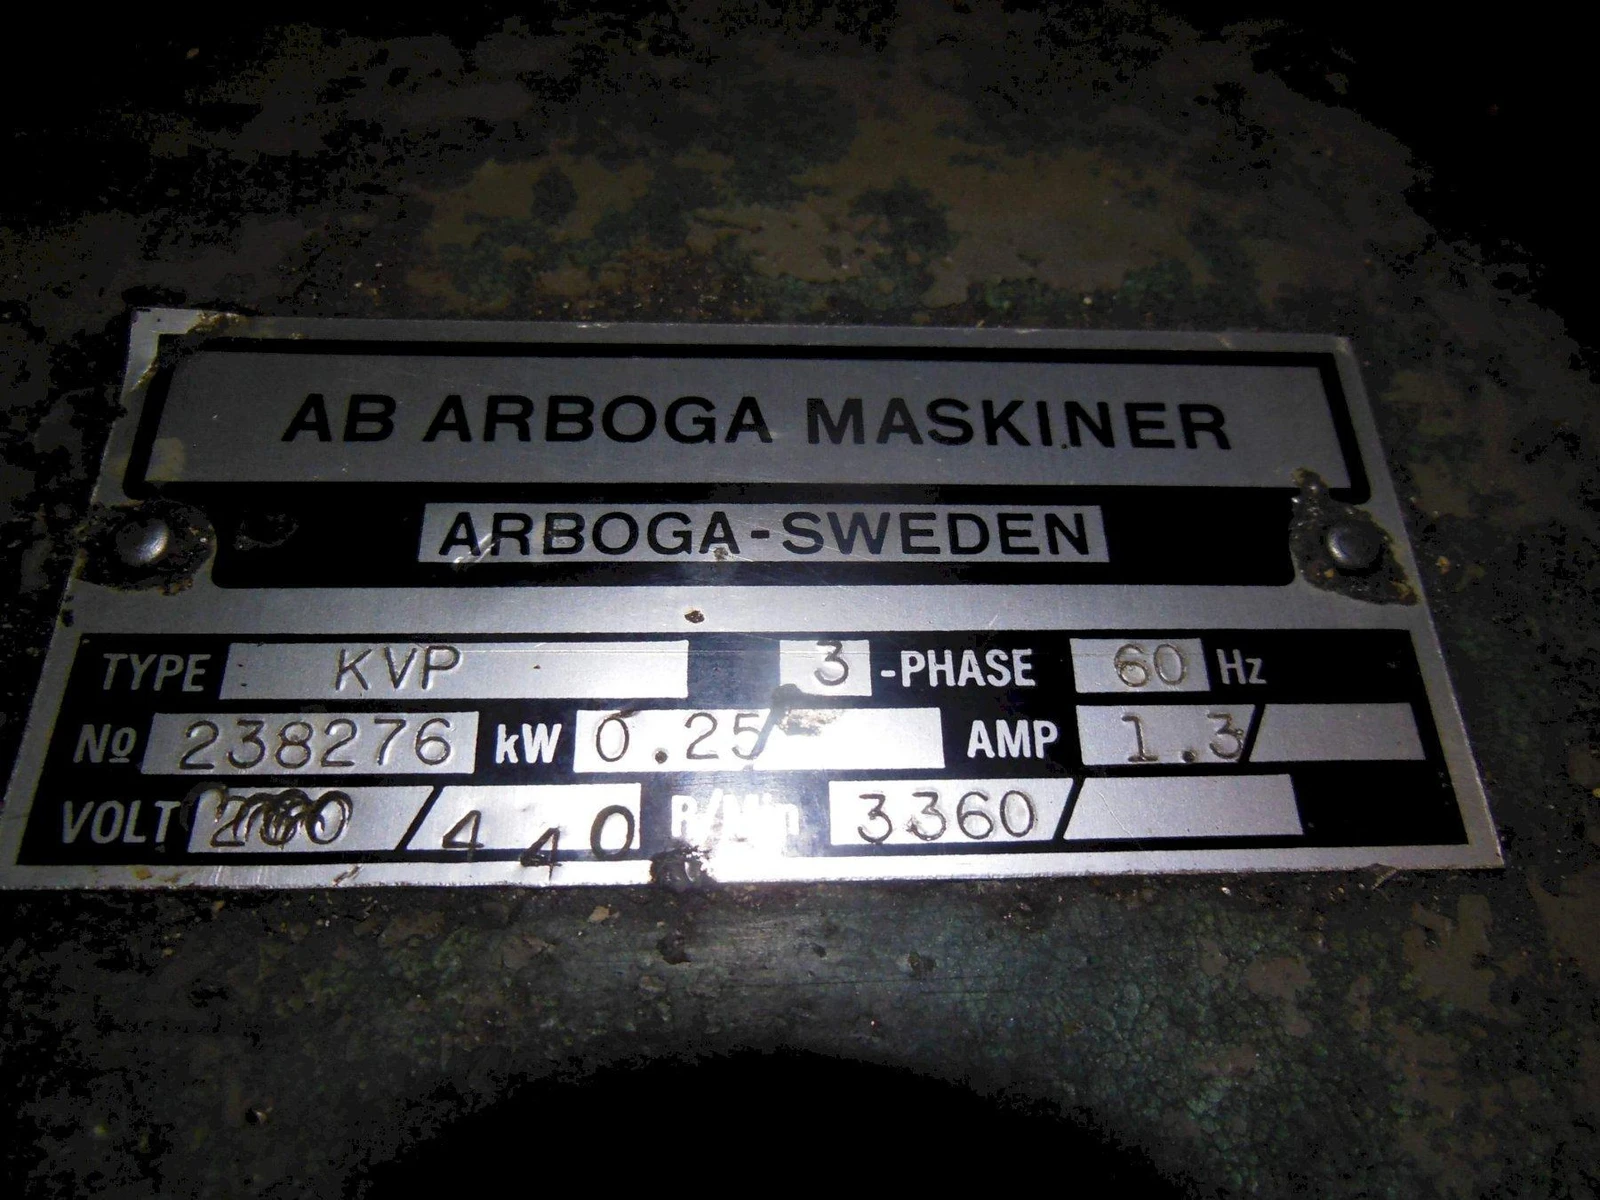 AB ARBOGA MASKINER
ARBOGA-SWEDEN
TYPE KVP 3 -PHASE 60 Hz
No 238276 kW 0.25/ AMP 1.3/
VOLT /440 R/Min 3360/